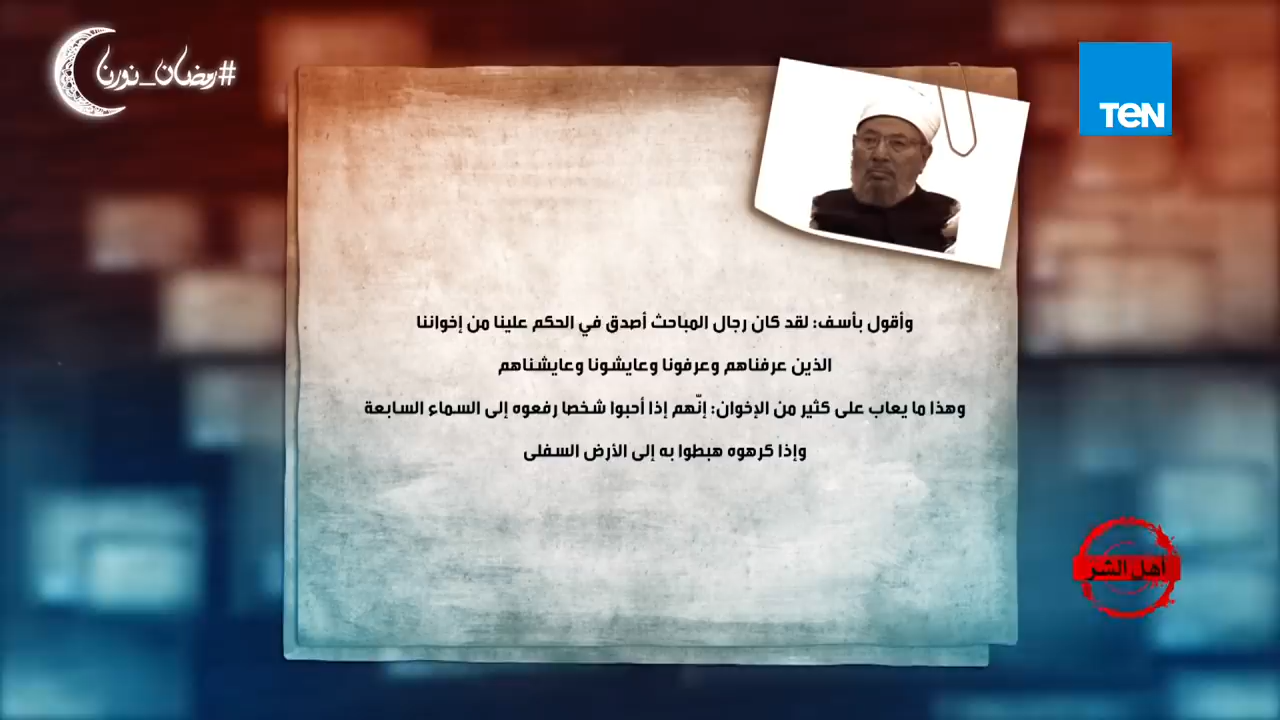 #رمضان_نورنا
TEN
وأقول بأسف: لقد كان رجال المباحث أصدق في الحكم علينا من إخواننا
الذين عرفناهم وعرفونا وعايشونا وعايشناهم
وهذا ما يعاب على كثير من الإخوان: إنّهم إذا أحبوا شخصا رفعوه إلى السماء السابعة
وإذا كرهوه هبطوا به إلى الأرض السفلى
أهل الشر